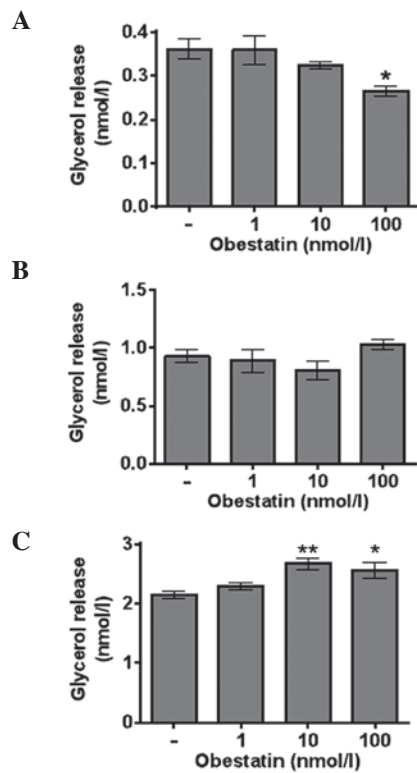 A
Glycerol release
(nmol/l)
0.4
0.3
0.2
0.1
0.0
*
- 1 10 100
Obestatin (nmol/l)
B
Glycerol release
(nmol/l)
1.5
1.0
0.5
0.0
- 1 10 100
Obestatin (nmol/l)
C
Glycerol release
(nmol/l)
3
2
1
0
** *
- 1 10 100
Obestatin (nmol/l)